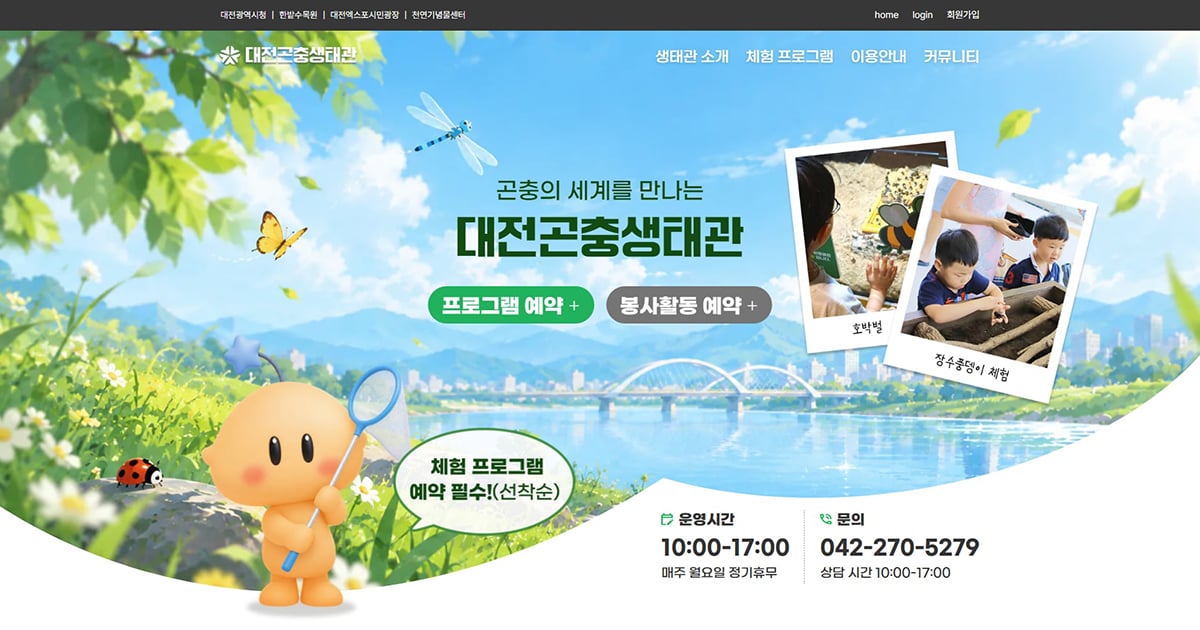 대전광역시청 | 한밭수목원 | 대전엑스포시민광장 | 천연기념물센터
home login 회원가입
대전곤충생태관
생태관 소개 체험 프로그램 이용안내 커뮤니티
곤충의 세계를 만나는
대전곤충생태관
프로그램 예약 +
봉사활동 예약 +
호박벌
장수풍뎅이 체험
체험 프로그램
예약 필수!(선착순)
운영시간
10:00-17:00
매주 월요일 정기휴무
문의
042-270-5279
상담 시간 10:00-17:00